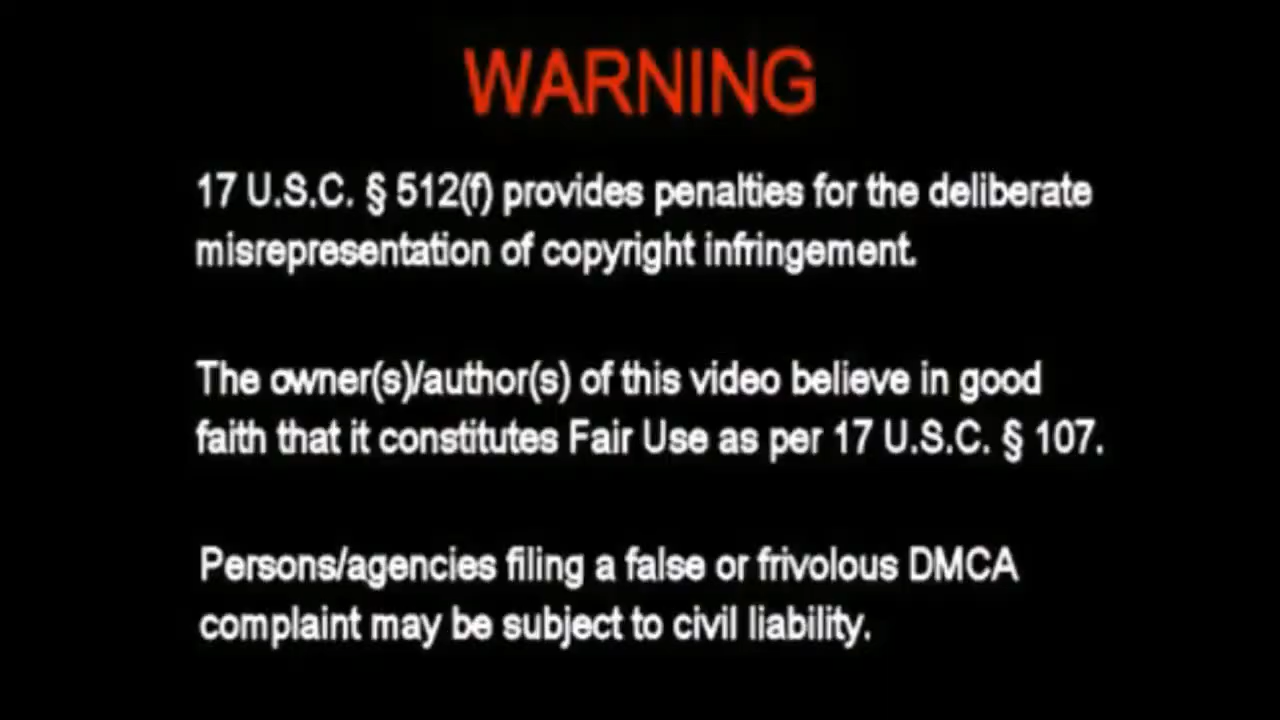 WARNING
17 U.S.C. § 512(f) provides penalties for the deliberate
misrepresentation of copyright infringement.
The owner(s)/author(s) of this video believe in good
faith that it constitutes Fair Use as per 17 U.S.C. § 107.
Persons/agencies filing a false or frivolous DMCA
complaint may be subject to civil liability.